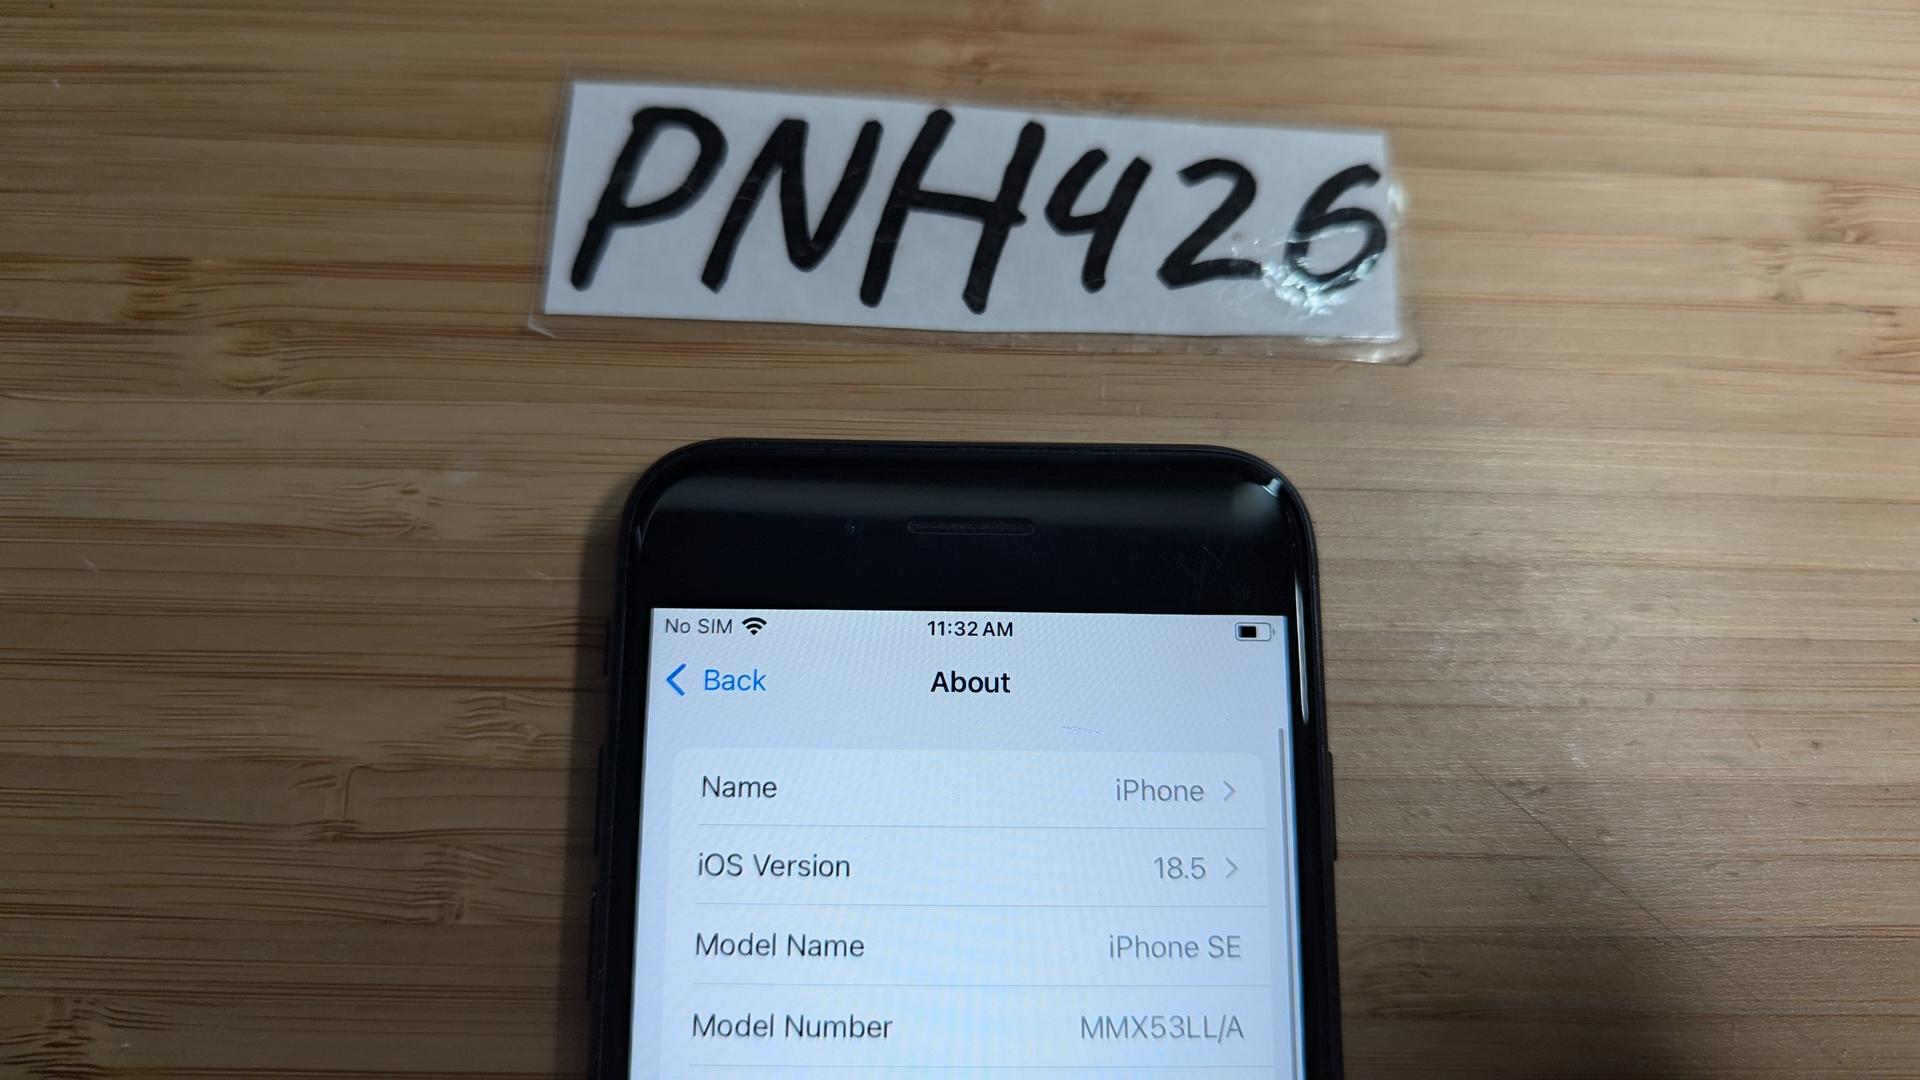 PNH426
No SIM 11:32 AM
Back About
Name iPhone
iOS Version 18.5
Model Name iPhone SE
Model Number MMX53LL/A